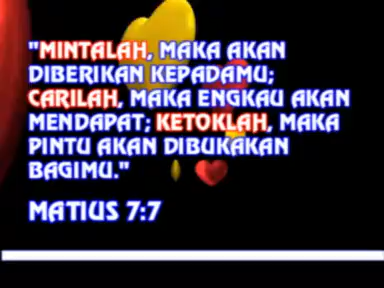 "MINTALAH, MAKA AKAN
DIBERIKAN KEPADAMU;
CARILAH, MAKA ENGKAU AKAN
MENDAPAT; KETOKLAH, MAKA
PINTU AKAN DIBUKAKAN
BAGIMU."
MATIUS 7:7